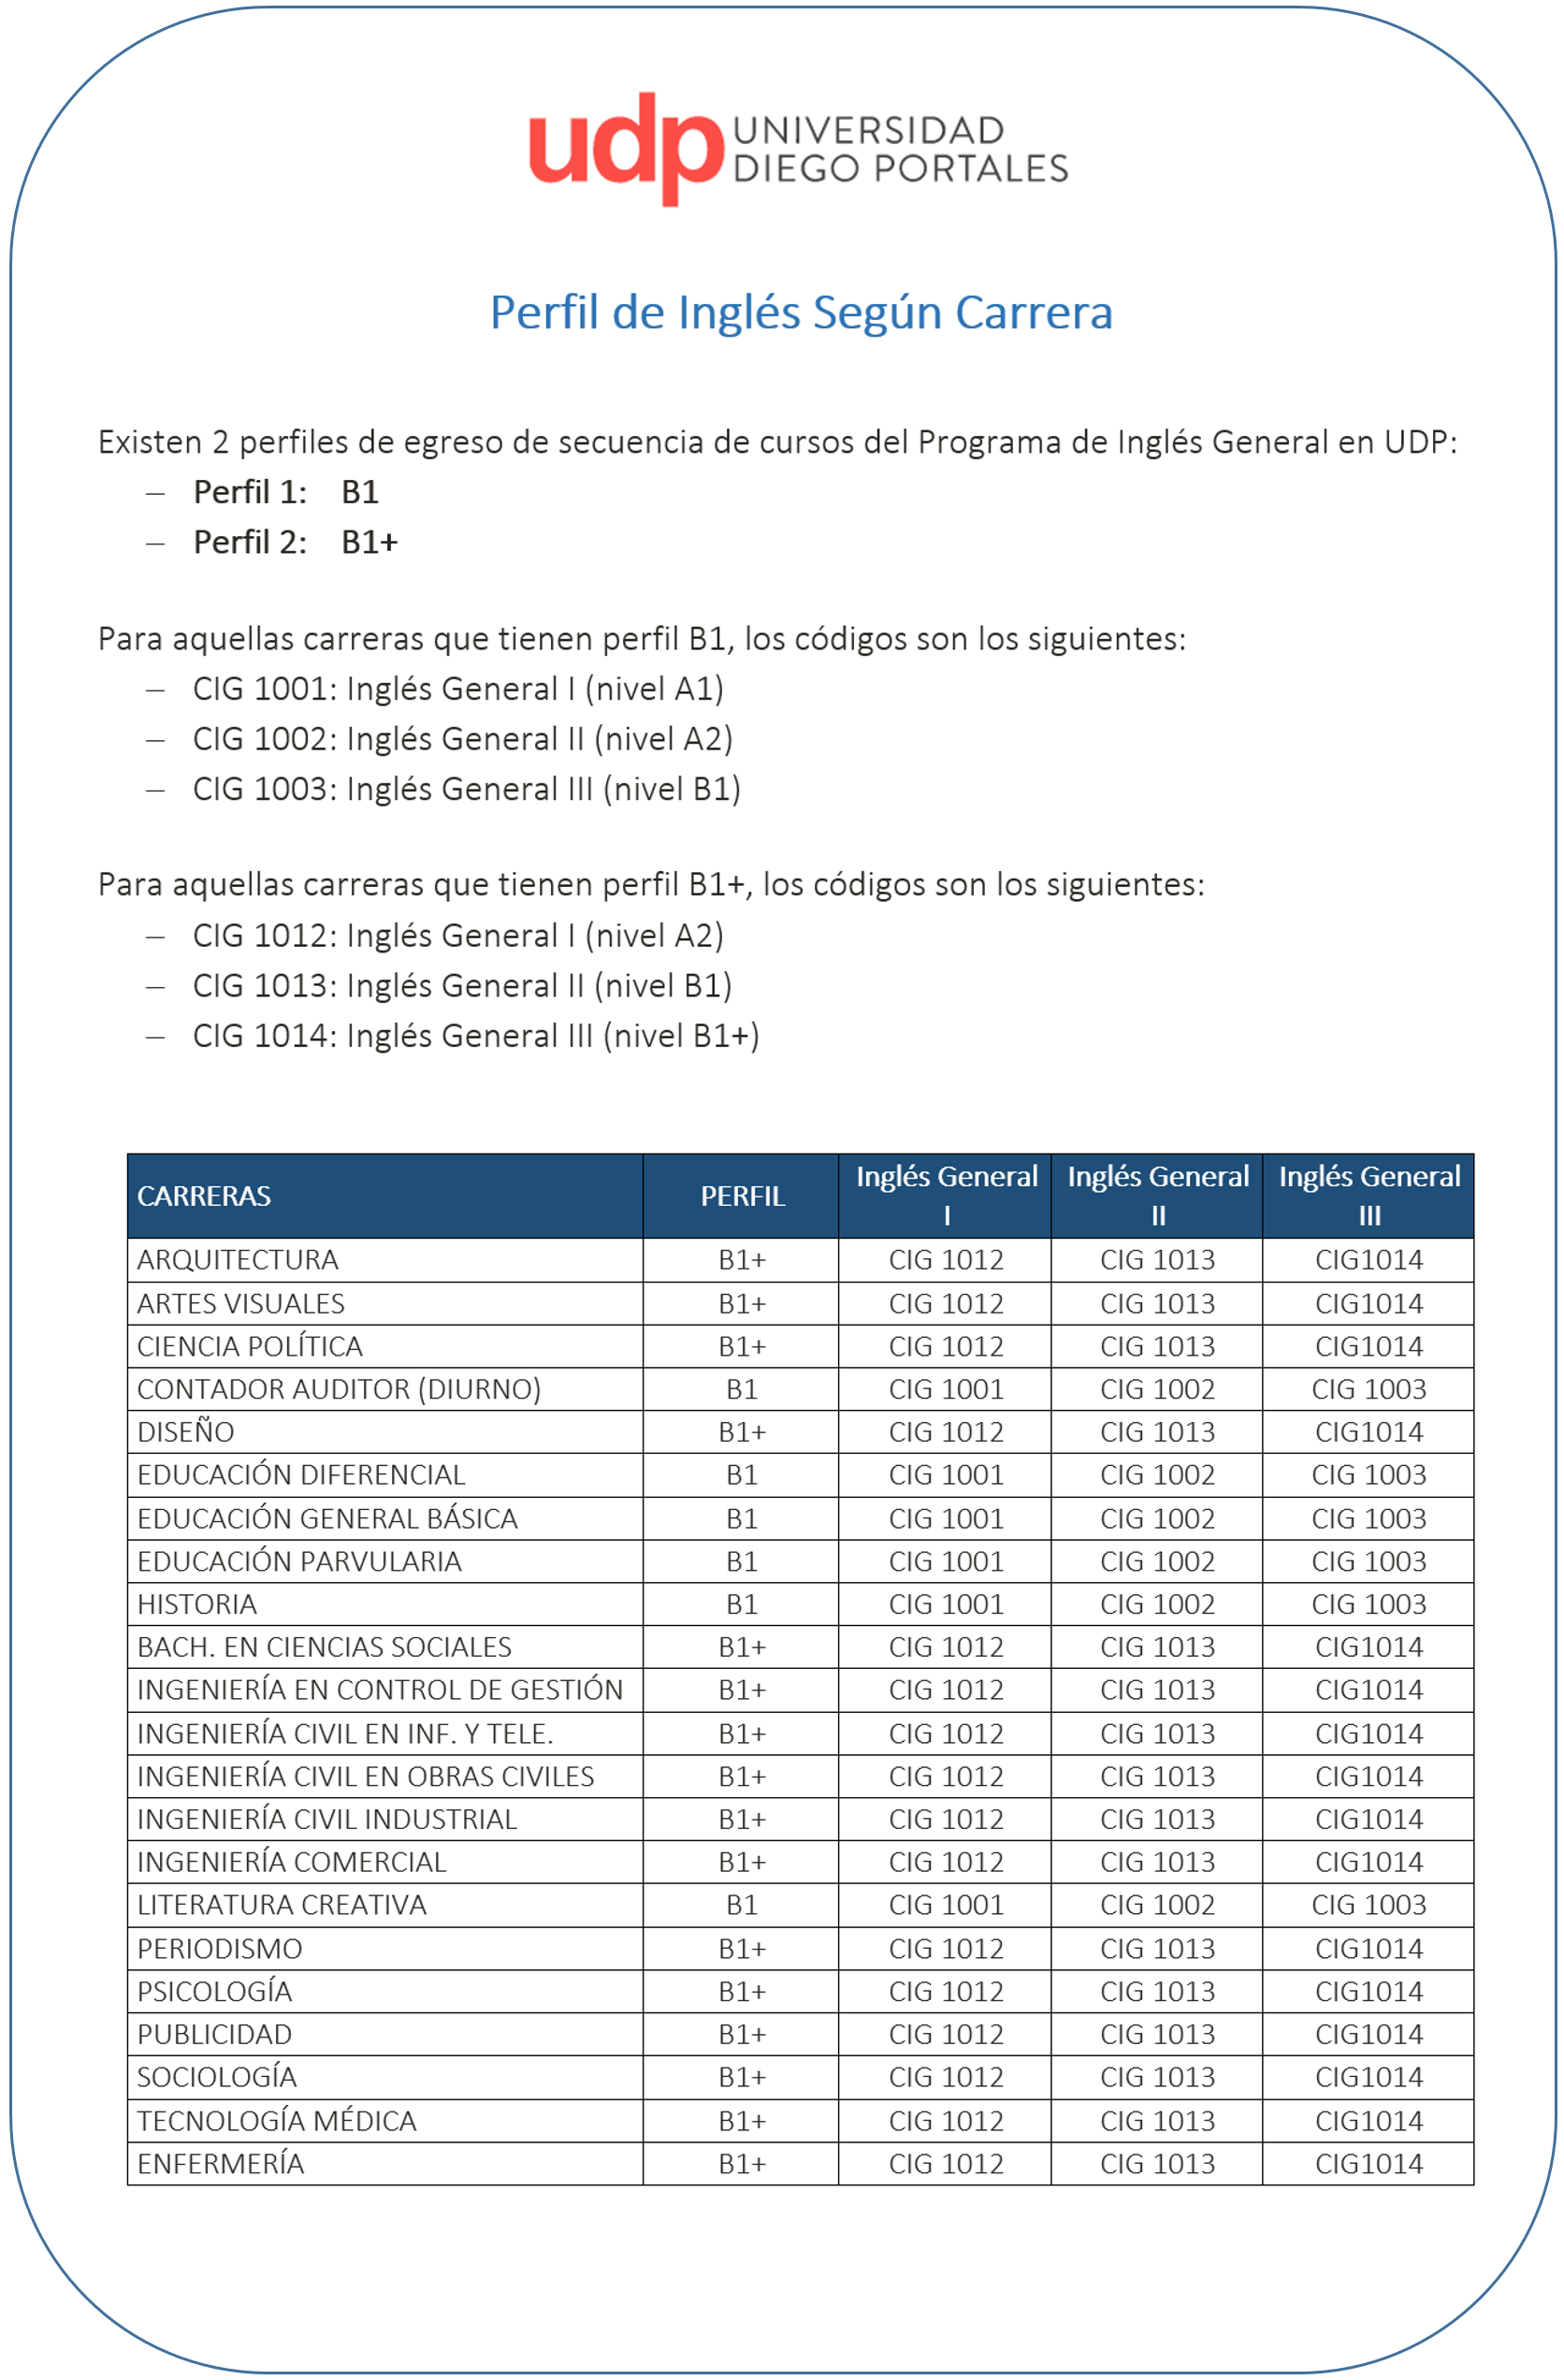 udp UNIVERSIDAD
DIEGO PORTALES
Perfil de Inglés Según Carrera
Existen 2 perfiles de egreso de secuencia de cursos del Programa de Inglés General en UDP:
– Perfil 1: B1
– Perfil 2: B1+
Para aquellas carreras que tienen perfil B1, los códigos son los siguientes:
– CIG 1001: Inglés General I (nivel A1)
– CIG 1002: Inglés General II (nivel A2)
– CIG 1003: Inglés General III (nivel B1)
Para aquellas carreras que tienen perfil B1+, los códigos son los siguientes:
– CIG 1012: Inglés General I (nivel A2)
– CIG 1013: Inglés General II (nivel B1)
– CIG 1014: Inglés General III (nivel B1+)
CARRERAS PERFIL Inglés General I Inglés General II Inglés General III
ARQUITECTURA B1+ CIG 1012 CIG 1013 CIG1014
ARTES VISUALES B1+ CIG 1012 CIG 1013 CIG1014
CIENCIA POLÍTICA B1+ CIG 1012 CIG 1013 CIG1014
CONTADOR AUDITOR (DIURNO) B1 CIG 1001 CIG 1002 CIG 1003
DISEÑO B1+ CIG 1012 CIG 1013 CIG1014
EDUCACIÓN DIFERENCIAL B1 CIG 1001 CIG 1002 CIG 1003
EDUCACIÓN GENERAL BÁSICA B1 CIG 1001 CIG 1002 CIG 1003
EDUCACIÓN PARVULARIA B1 CIG 1001 CIG 1002 CIG 1003
HISTORIA B1 CIG 1001 CIG 1002 CIG 1003
BACH. EN CIENCIAS SOCIALES B1+ CIG 1012 CIG 1013 CIG1014
INGENIERÍA EN CONTROL DE GESTIÓN B1+ CIG 1012 CIG 1013 CIG1014
INGENIERÍA CIVIL EN INF. Y TELE. B1+ CIG 1012 CIG 1013 CIG1014
INGENIERÍA CIVIL EN OBRAS CIVILES B1+ CIG 1012 CIG 1013 CIG1014
INGENIERÍA CIVIL INDUSTRIAL B1+ CIG 1012 CIG 1013 CIG1014
INGENIERÍA COMERCIAL B1+ CIG 1012 CIG 1013 CIG1014
LITERATURA CREATIVA B1 CIG 1001 CIG 1002 CIG 1003
PERIODISMO B1+ CIG 1012 CIG 1013 CIG1014
PSICOLOGÍA B1+ CIG 1012 CIG 1013 CIG1014
PUBLICIDAD B1+ CIG 1012 CIG 1013 CIG1014
SOCIOLOGÍA B1+ CIG 1012 CIG 1013 CIG1014
TECNOLOGÍA MÉDICA B1+ CIG 1012 CIG 1013 CIG1014
ENFERMERÍA B1+ CIG 1012 CIG 1013 CIG1014